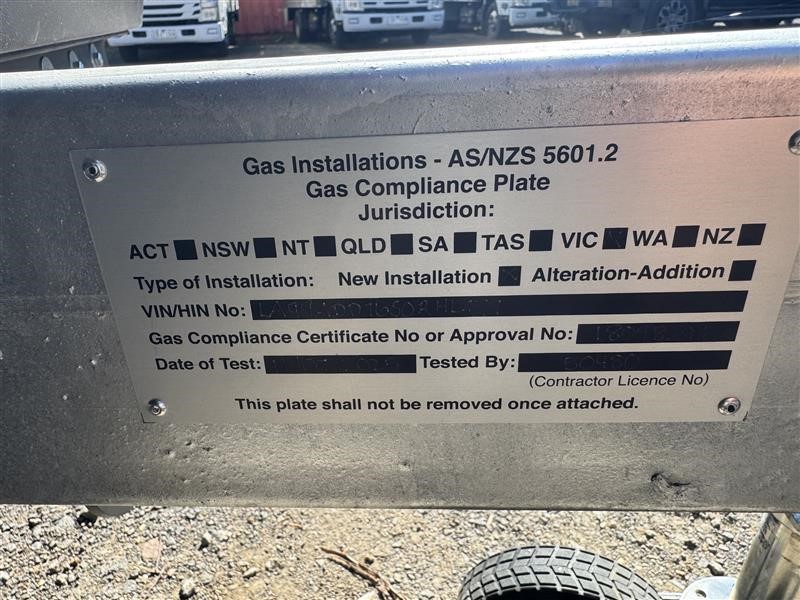 Gas Installations - AS/NZS 5601.2
Gas Compliance Plate
Jurisdiction:
ACT NSW NT QLD SA TAS VIC WA NZ
Type of Installation: New Installation Alteration-Addition
VIN/HIN No:
Gas Compliance Certificate No or Approval No:
Date of Test: Tested By: 50480
(Contractor Licence No)
This plate shall not be removed once attached.